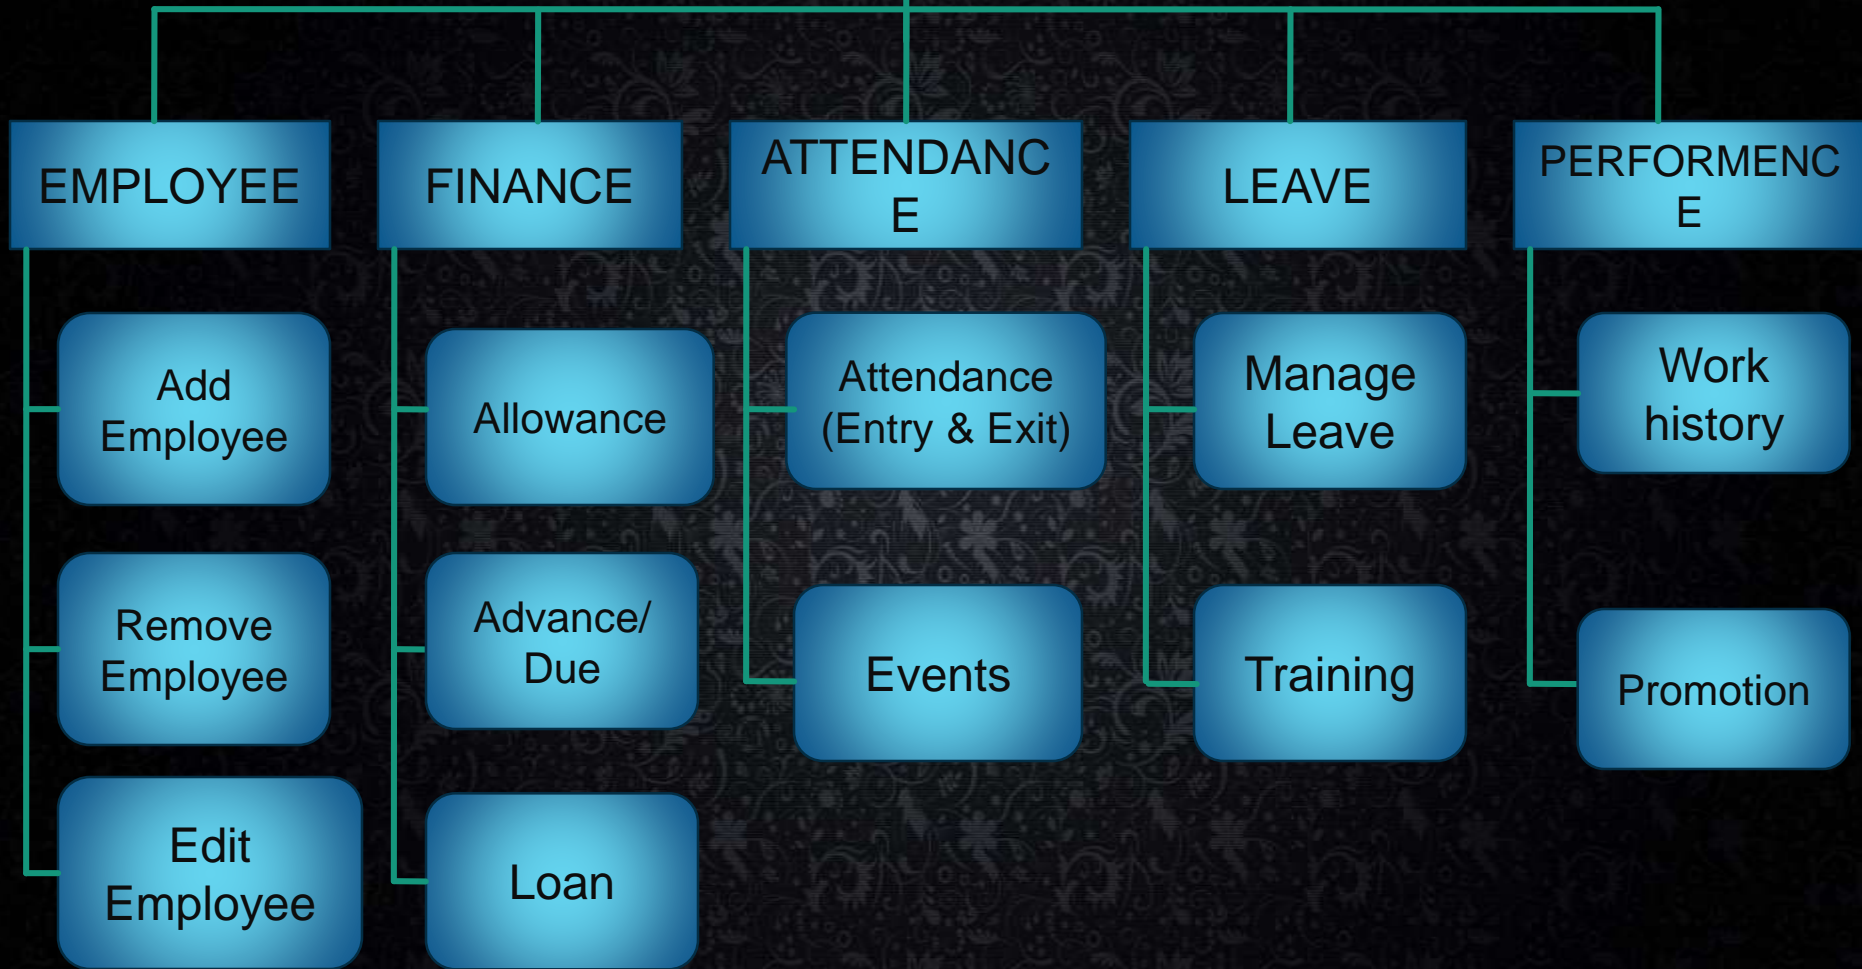 EMPLOYEE
FINANCE
ATTENDANC
E
LEAVE
PERFORMENC
E
Add
Employee
Remove
Employee
Edit
Employee
Allowance
Advance/
Due
Loan
Attendance
(Entry & Exit)
Events
Manage
Leave
Training
Work
history
Promotion